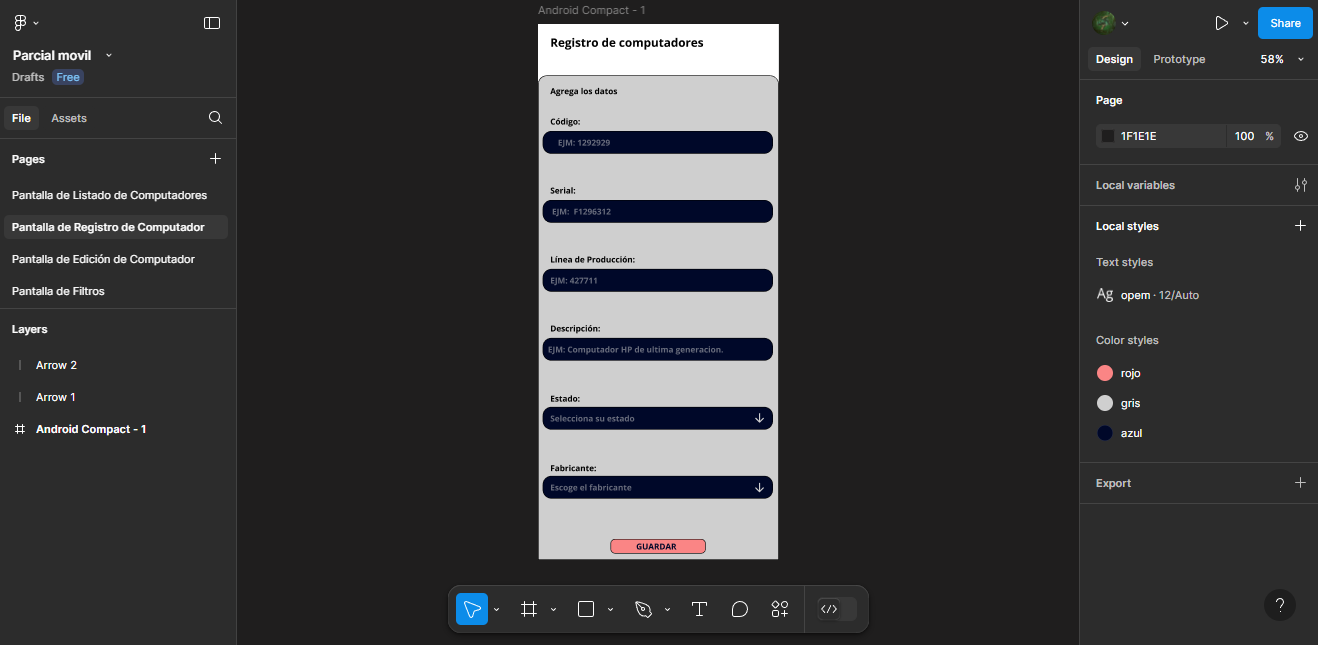 Parcial movil
Drafts Free
File Assets
Pages
Pantalla de Listado de Computadores
Pantalla de Registro de Computador
Pantalla de Edición de Computador
Pantalla de Filtros
Layers
Arrow 2
Arrow 1
Android Compact - 1
Android Compact - 1
Registro de computadores
Agrega los datos
Código:
EJM: 1292929
Serial:
EJM: F1296312
Línea de Producción:
EJM: 427711
Descripción:
EJM: Computador HP de ultima generacion.
Estado:
Selecciona su estado
Fabricante:
Escoge el fabricante
GUARDAR
Share
Design Prototype 58%
Page
1F1E1E 100 %
Local variables
Local styles
Text styles
Ag opem · 12/Auto
Color styles
rojo
gris
azul
Export
?